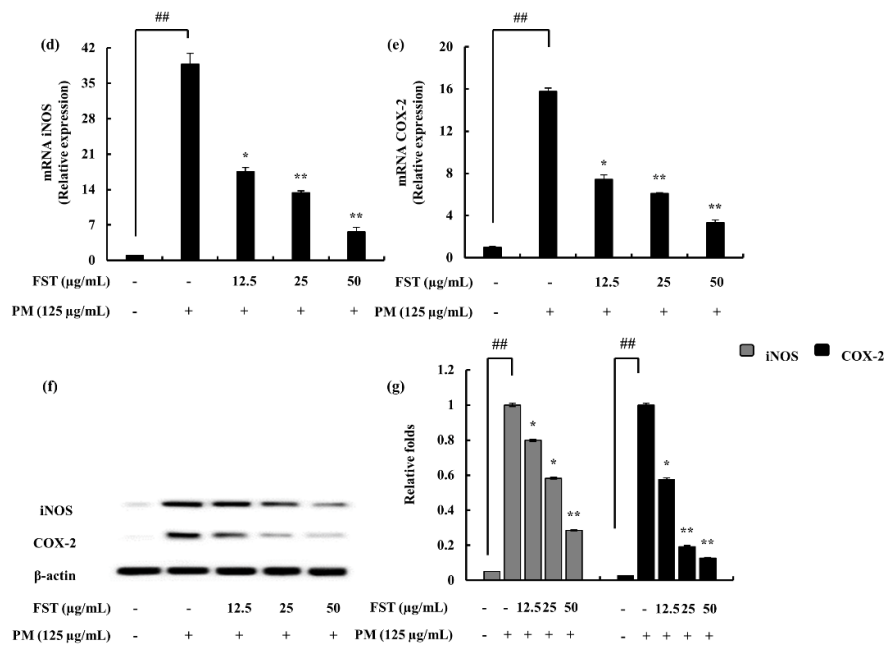 (d)
##
mRNA iNOS
(Relative expression)
42
35
28
21
14
7
0
*
**
**
FST (µg/mL) - - 12.5 25 50
PM (125 µg/mL) - + + + +
(e)
##
mRNA COX-2
(Relative expression)
20
16
12
8
4
0
*
**
**
FST (µg/mL) - - 12.5 25 50
PM (125 µg/mL) - + + + +
(f)
iNOS
COX-2
β-actin
FST (µg/mL) - - 12.5 25 50
PM (125 µg/mL) - + + + +
(g)
iNOS COX-2
## ##
Relative folds
1.2
1
0.8
0.6
0.4
0.2
0
* * ** * ** **
FST (µg/mL) - - 12.5 25 50 - - 12.5 25 50
PM (125 µg/mL) - + + + + - + + + +